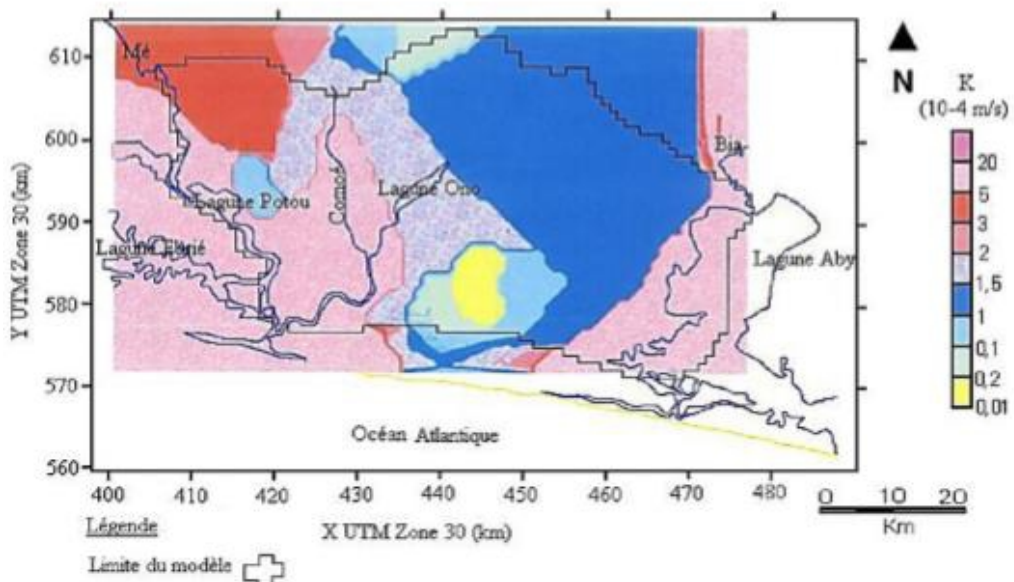 610
600
590
580
570
560
Y UTM Zone 30 (km)
Mé
Comoé
Lagune Potou
Lagune Ono
Lagune Ebrié
Bia
Lagune Aby
Océan Atlantique
400
410
420
430
440
450
460
470
480
X UTM Zone 30 (km)
N
K
(10-4 m/s)
20
5
3
2
1,5
1
0,1
0,2
0,01
0
10
20
Km
Légende
Limite du modèle